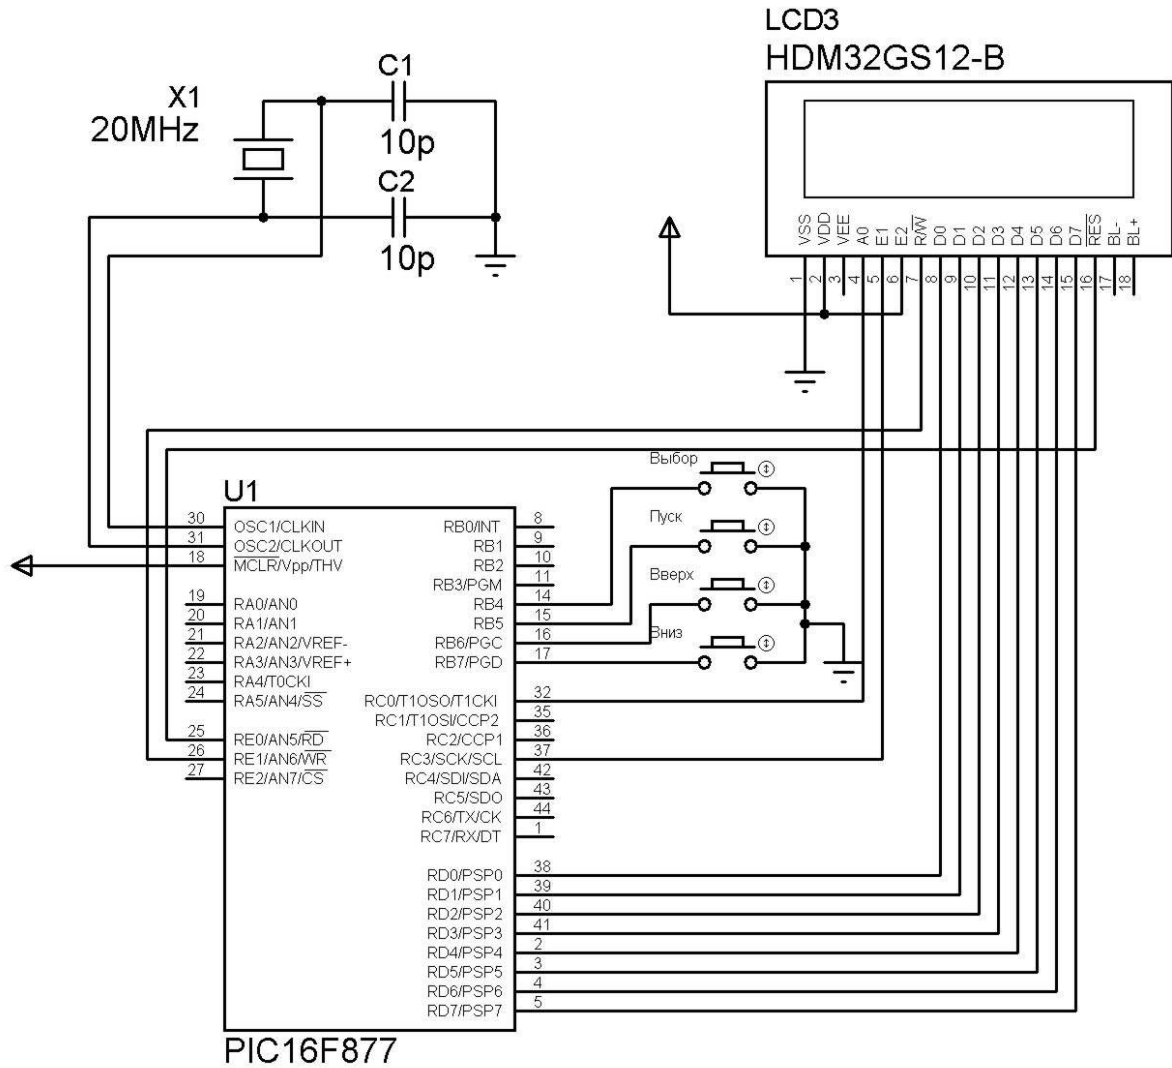 LCD3
HDM32GS12-B
C1
X1
20MHz
10p
C2
10p
VSS
VDD
VEE
A0
E1
E2
R/W
D0
D1
D2
D3
D4
D5
D6
D7
RES
BL-
BL+
1
2
3
4
5
6
7
8
9
10
11
12
13
14
15
16
17
18
Выбор
Пуск
Вверх
Вниз
U1
30 OSC1/CLKIN
31 OSC2/CLKOUT
18 MCLR/Vpp/THV
19 RA0/AN0
20 RA1/AN1
21 RA2/AN2/VREF-
22 RA3/AN3/VREF+
23 RA4/T0CKI
24 RA5/AN4/SS
25 RE0/AN5/RD
26 RE1/AN6/WR
27 RE2/AN7/CS
RB0/INT 8
RB1 9
RB2 10
RB3/PGM 11
RB4 14
RB5 15
RB6/PGC 16
RB7/PGD 17
RC0/T1OSO/T1CKI 32
RC1/T1OSI/CCP2 35
RC2/CCP1 36
RC3/SCK/SCL 37
RC4/SDI/SDA 42
RC5/SDO 43
RC6/TX/CK 44
RC7/RX/DT 1
RD0/PSP0 38
RD1/PSP1 39
RD2/PSP2 40
RD3/PSP3 41
RD4/PSP4 2
RD5/PSP5 3
RD6/PSP6 4
RD7/PSP7 5
PIC16F877